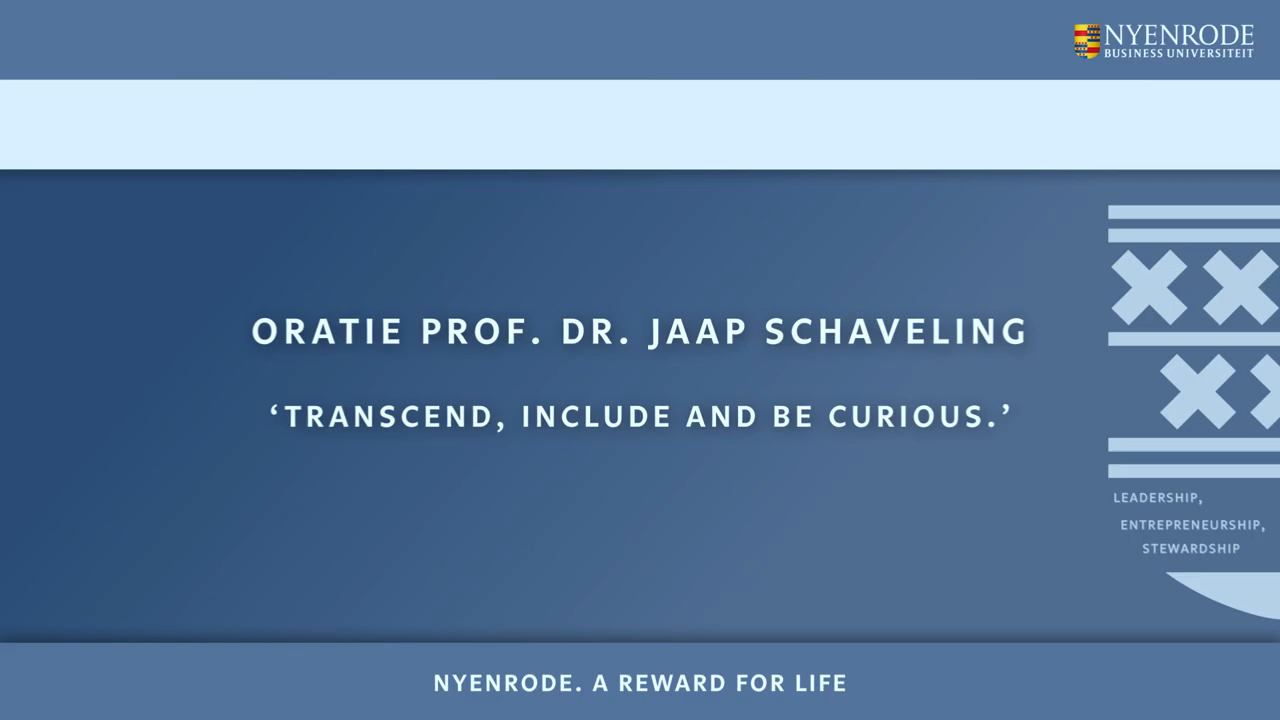 NYENRODE
BUSINESS UNIVERSITEIT
ORATIE PROF. DR. JAAP SCHAVELING
‘TRANSCEND, INCLUDE AND BE CURIOUS.’
LEADERSHIP,
ENTREPRENEURSHIP,
STEWARDSHIP
NYENRODE. A REWARD FOR LIFE